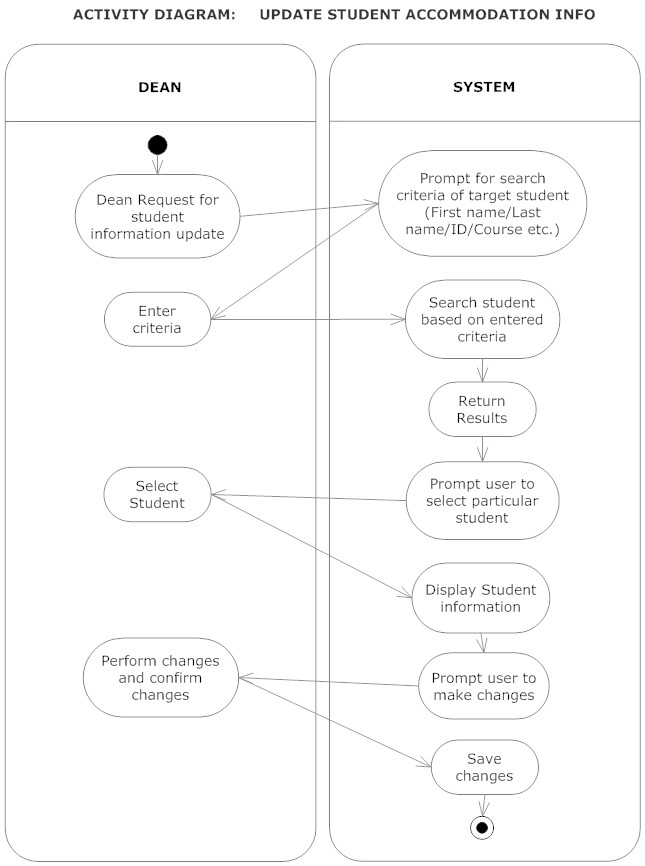 ACTIVITY DIAGRAM: UPDATE STUDENT ACCOMMODATION INFO
DEAN
SYSTEM
Dean Request for
student
information update
Prompt for search
criteria of target student
(First name/Last
name/ID/Course etc.)
Enter
criteria
Search student
based on entered
criteria
Return
Results
Prompt user to
select particular
student
Select
Student
Display Student
information
Prompt user to
make changes
Perform changes
and confirm
changes
Save
changes